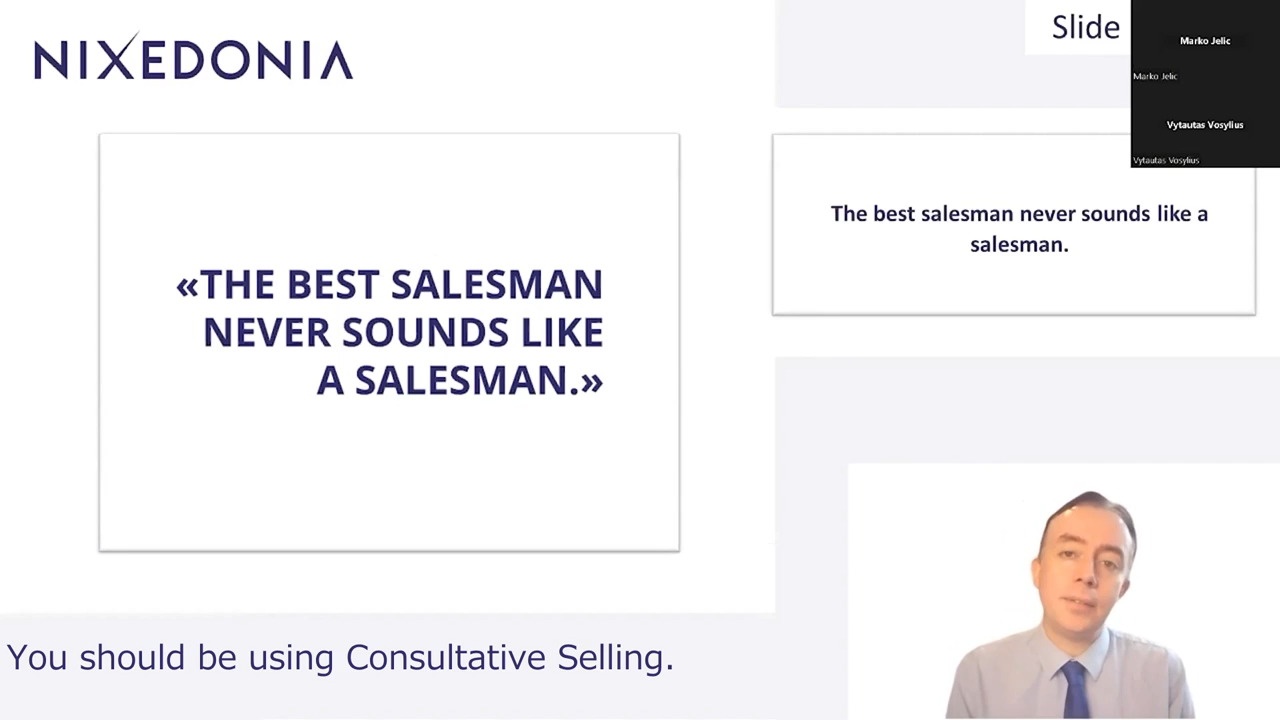 NIXEDONIA
Slide
Marko Jelic
Marko Jelic
Vytautas Vosylius
Vytautas Vosylius
«THE BEST SALESMAN
NEVER SOUNDS LIKE
A SALESMAN.»
The best salesman never sounds like a
salesman.
You should be using Consultative Selling.